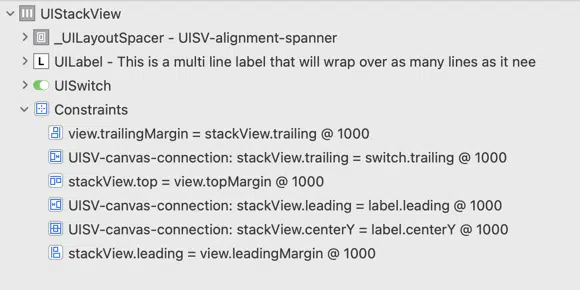 UIStackView
_UILayoutSpacer - UISV-alignment-spanner
L UILabel - This is a multi line label that will wrap over as many lines as it nee
UISwitch
Constraints
view.trailingMargin = stackView.trailing @ 1000
UISV-canvas-connection: stackView.trailing = switch.trailing @ 1000
stackView.top = view.topMargin @ 1000
UISV-canvas-connection: stackView.leading = label.leading @ 1000
UISV-canvas-connection: stackView.centerY = label.centerY @ 1000
stackView.leading = view.leadingMargin @ 1000